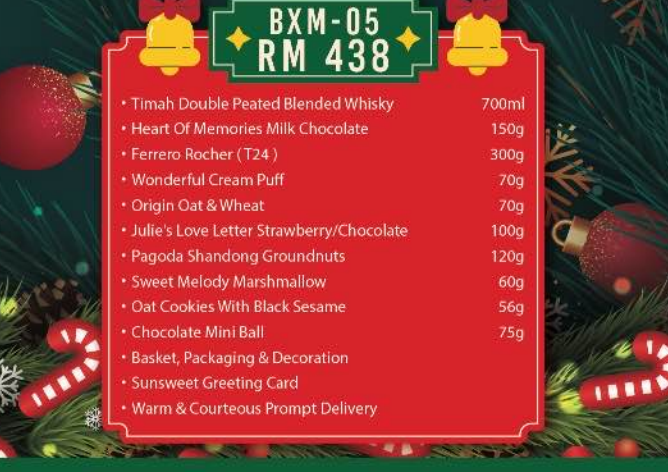 BXM-05
RM 438
• Timah Double Peated Blended Whisky 700ml
• Heart Of Memories Milk Chocolate 150g
• Ferrero Rocher ( T24 ) 300g
• Wonderful Cream Puff 70g
• Origin Oat & Wheat 70g
• Julie's Love Letter Strawberry/Chocolate 100g
• Pagoda Shandong Groundnuts 120g
• Sweet Melody Marshmallow 60g
• Oat Cookies With Black Sesame 56g
• Chocolate Mini Ball 75g
• Basket, Packaging & Decoration
• Sunsweet Greeting Card
• Warm & Courteous Prompt Delivery